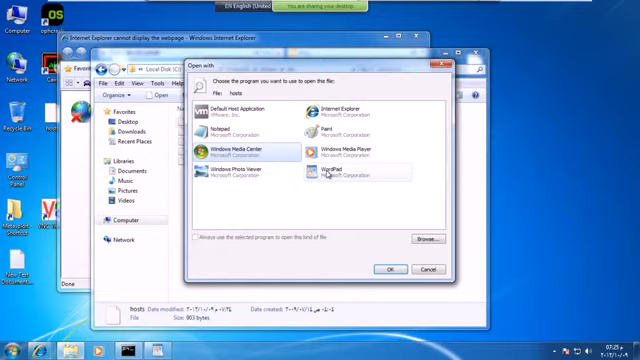 EN English (United
You are sharing your desktop.
Computer
ophcra
Internet Explorer cannot display the webpage - Windows Internet Explorer
Open with
Network
Favorites
Local Disk (C:)
Choose the program you want to use to open this file:
File: hosts
File Edit View Tools Help
Organize
Open
Default Host Application
VMware, Inc.
Internet Explorer
Microsoft Corporation
Favorites
Desktop
Downloads
Recent Places
Notepad
Microsoft Corporation
Paint
Microsoft Corporation
Recycle Bin
Windows Media Center
Microsoft Corporation
Windows Media Player
Microsoft Corporation
Libraries
Documents
Music
Pictures
Videos
Windows Photo Viewer
Microsoft Corporation
WordPad
Microsoft Corporation
Control Panel
Computer
Network
Metasploit - Shortcut
Always use the selected program to open this kind of file
Browse...
OK
Cancel
New Text Document...
Done
hosts
Date modified:
Date created:
File
Size: 903 bytes